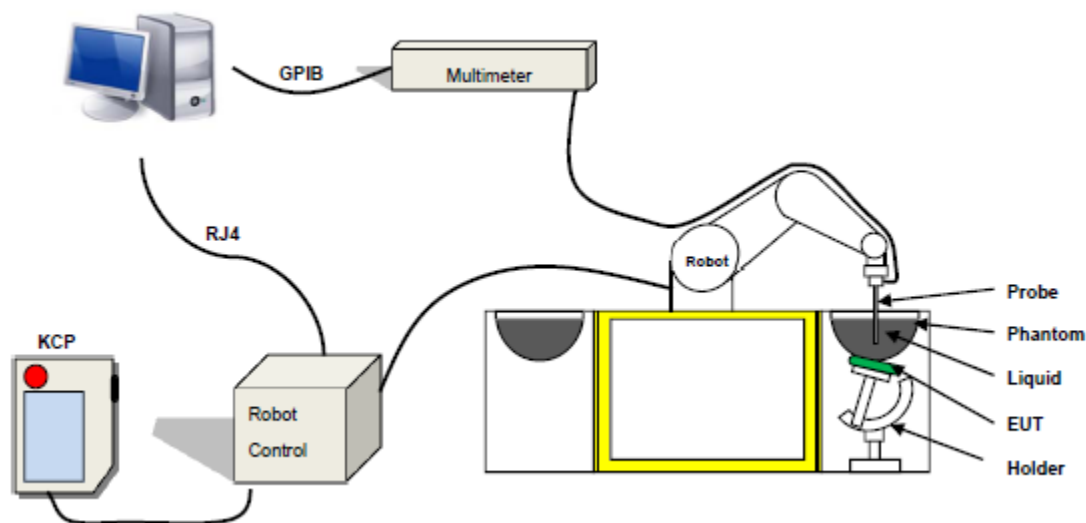 GPIB
Multimeter
RJ4
Robot
KCP
Robot
Control
Probe
Phantom
Liquid
EUT
Holder